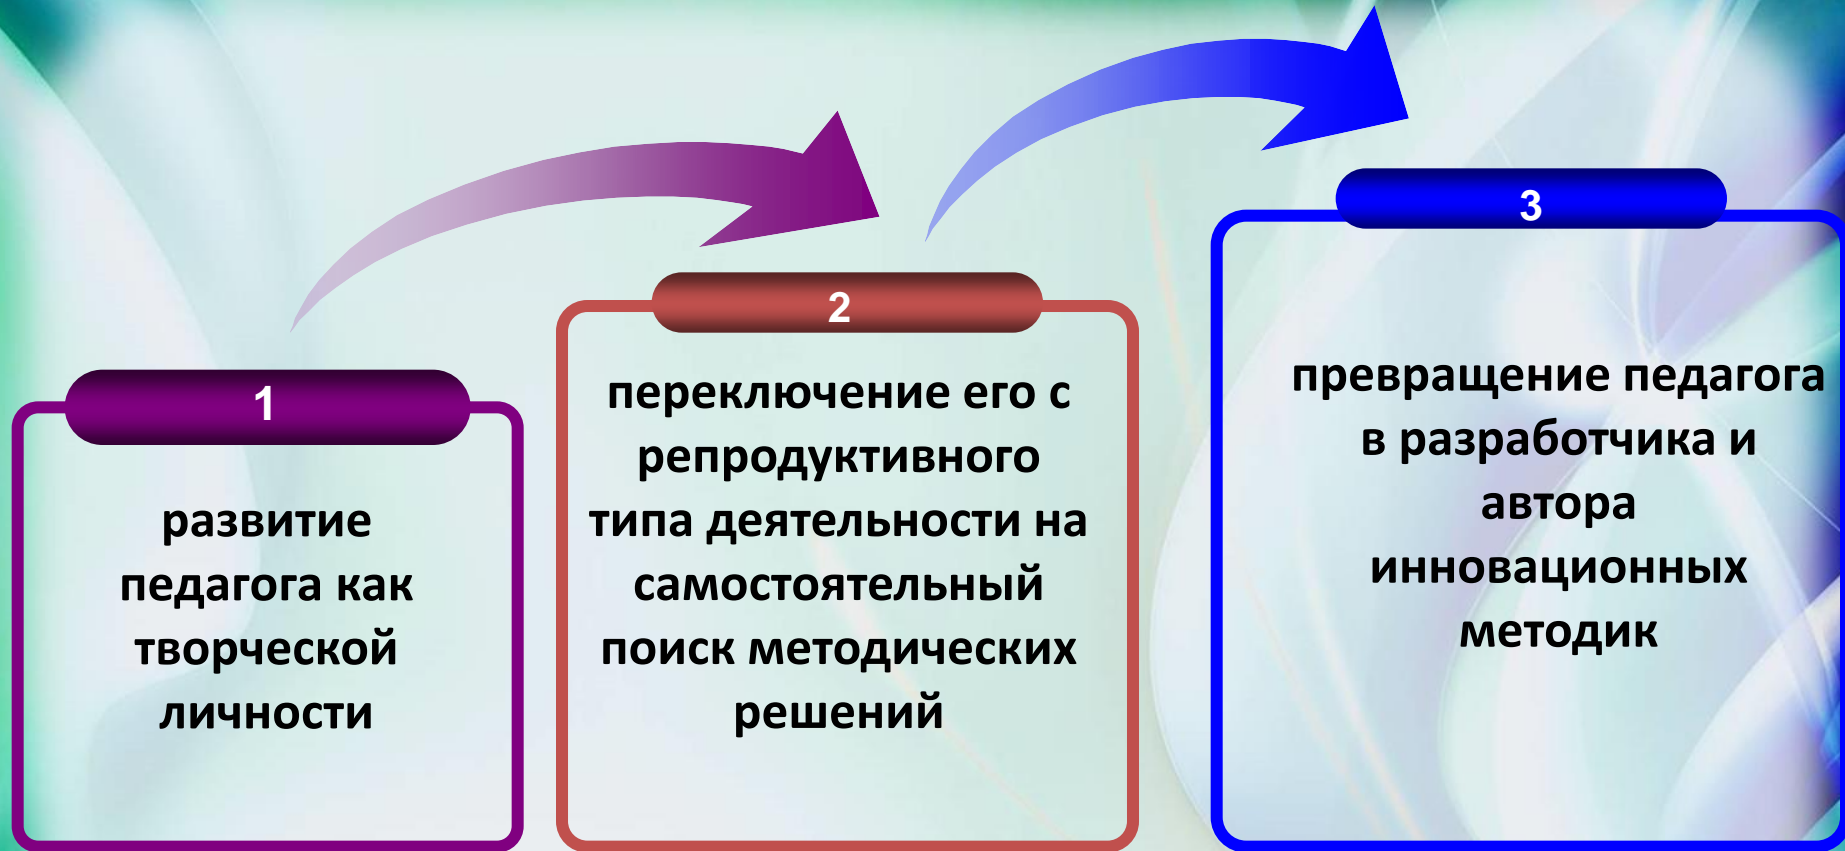 1
развитие
педагога как
творческой
личности
2
переключение его с
репродуктивного
типа деятельности на
самостоятельный
поиск методических
решений
3
превращение педагога
в разработчика и
автора
инновационных
методик